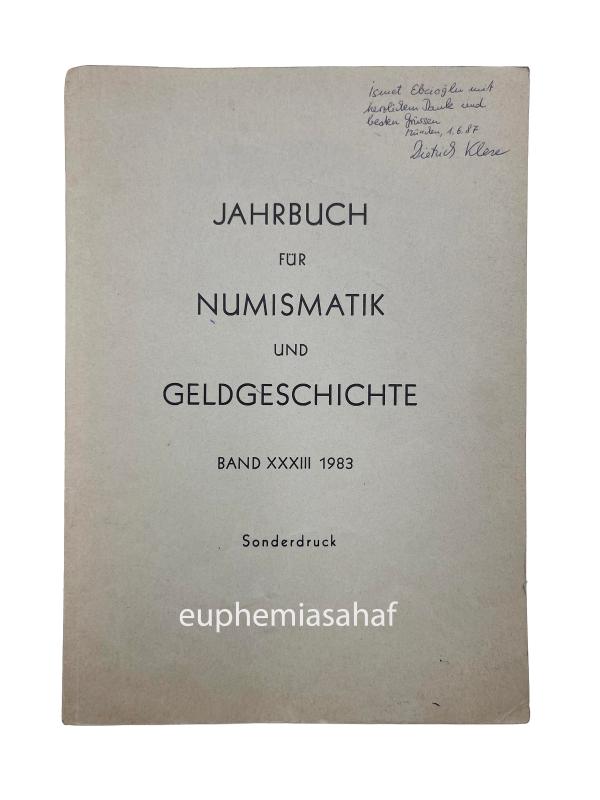 ismet Ebcioğlu mit
herzlichem Dank und
besten Grüssen
München, 1.6.87
Dietrich Klose
JAHRBUCH
FÜR
NUMISMATIK
UND
GELDGESCHICHTE
BAND XXXIII 1983
Sonderdruck
euphemiasahaf